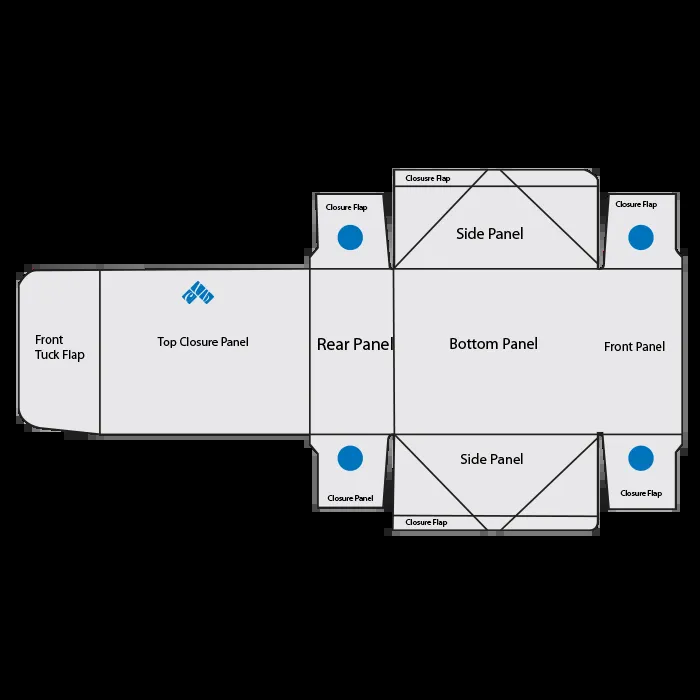 Closusre Flap
Closure Flap
Closure Flap
Side Panel
Front
Tuck Flap
Top Closure Panel
Rear Panel
Bottom Panel
Front Panel
Side Panel
Closure Panel
Closure Flap
Closure Flap